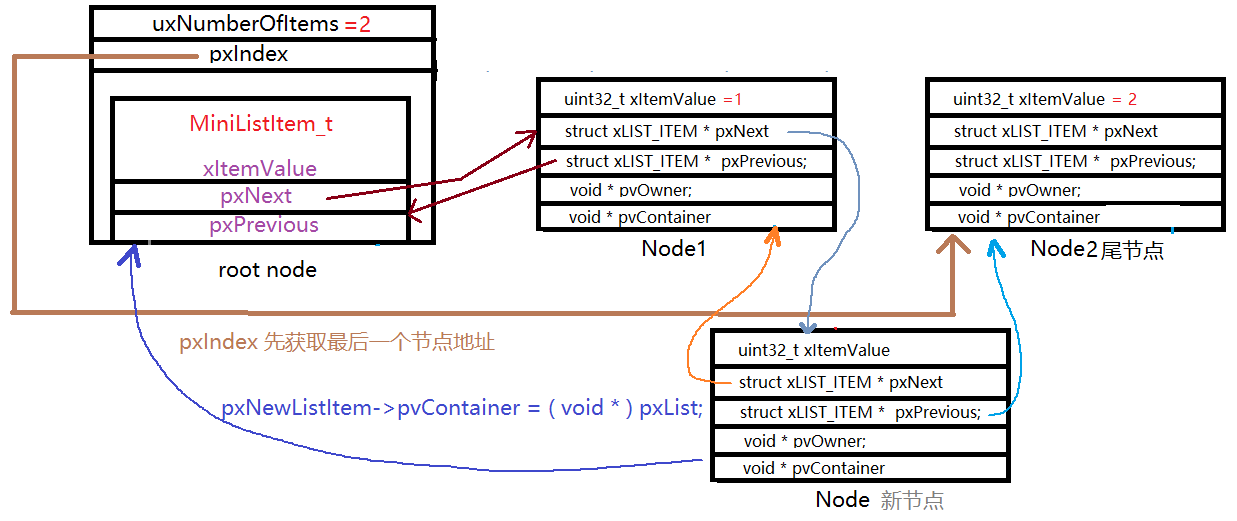 uxNumberOfItems =2
pxIndex
MiniListItem_t
xItemValue
pxNext
pxPrevious
root node
uint32_t xItemValue =1
struct xLIST_ITEM * pxNext
struct xLIST_ITEM * pxPrevious;
void * pvOwner;
void * pvContainer
Node1
uint32_t xItemValue = 2
struct xLIST_ITEM * pxNext
struct xLIST_ITEM * pxPrevious;
void * pvOwner;
void * pvContainer
Node2尾节点
pxIndex 先获取最后一个节点地址
pxNewListItem->pvContainer = ( void * ) pxList;
uint32_t xItemValue
struct xLIST_ITEM * pxNext
struct xLIST_ITEM * pxPrevious;
void * pvOwner;
void * pvContainer
Node 新节点